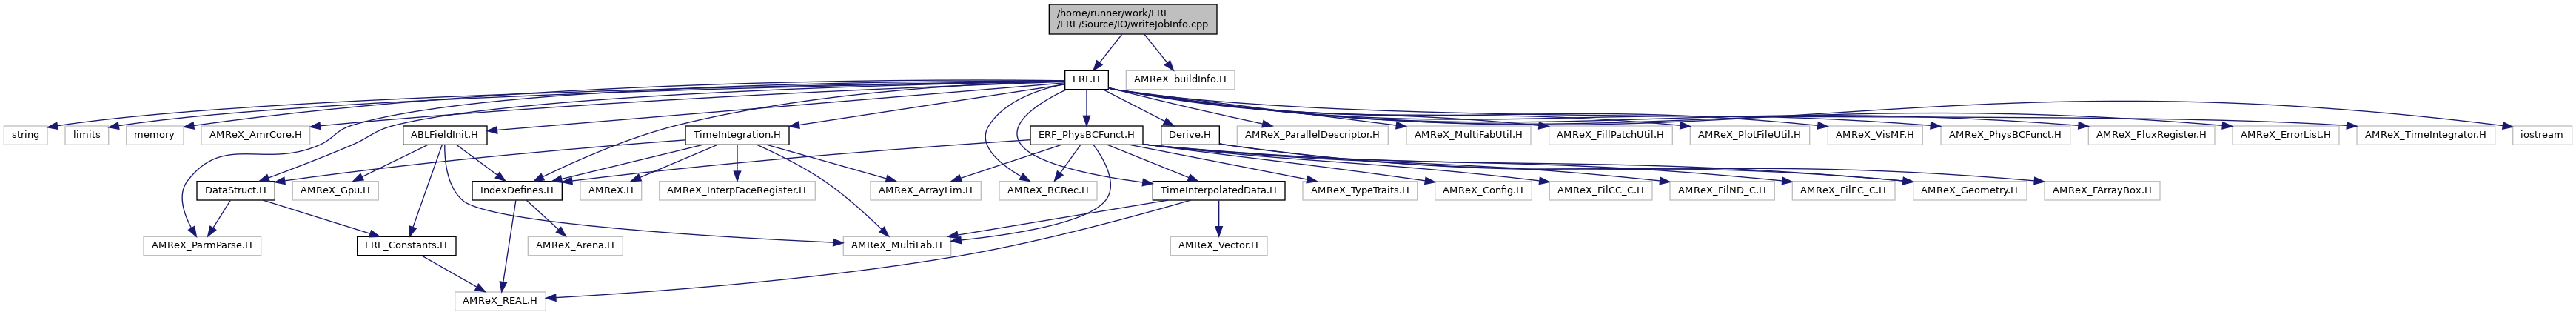 /home/runner/work/ERF
/ERF/Source/IO/writeJobInfo.cpp
ERF.H
AMReX_buildInfo.H
string
limits
memory
AMReX_AmrCore.H
ABLFieldInit.H
TimeIntegration.H
ERF_PhysBCFunct.H
Derive.H
AMReX_ParallelDescriptor.H
AMReX_MultiFabUtil.H
AMReX_FillPatchUtil.H
AMReX_PlotFileUtil.H
AMReX_VisMF.H
AMReX_PhysBCFunct.H
AMReX_FluxRegister.H
AMReX_ErrorList.H
AMReX_TimeIntegrator.H
iostream
DataStruct.H
AMReX_Gpu.H
IndexDefines.H
AMReX.H
AMReX_InterpFaceRegister.H
AMReX_ArrayLim.H
AMReX_BCRec.H
TimeInterpolatedData.H
AMReX_TypeTraits.H
AMReX_Config.H
AMReX_FilCC_C.H
AMReX_FilND_C.H
AMReX_FilFC_C.H
AMReX_Geometry.H
AMReX_FArrayBox.H
AMReX_ParmParse.H
ERF_Constants.H
AMReX_Arena.H
AMReX_MultiFab.H
AMReX_Vector.H
AMReX_REAL.H